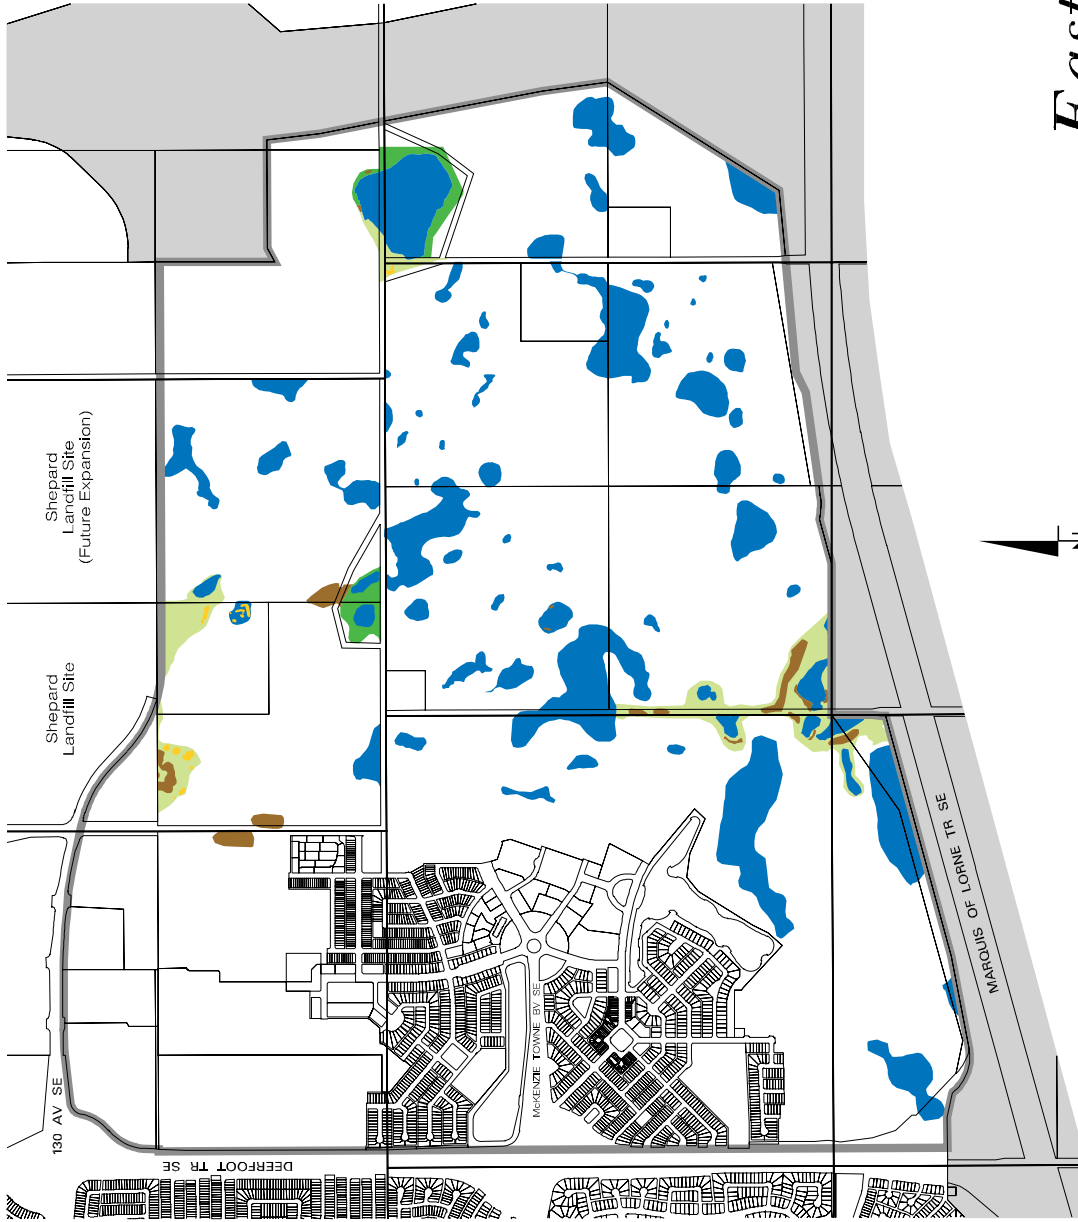 East
Shepard
Landfill Site
(Future Expansion)
Shepard
Landfill Site
N
MARQUIS OF LORNE TR SE
McKENZIE TOWNE BV SE
130 AV SE
DEERFOOT TR SE